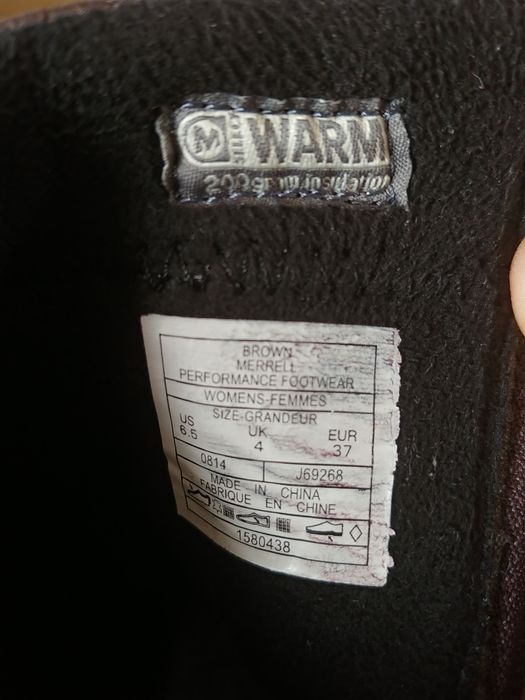 M SELECT WARM
200gram insulation
BROWN
MERRELL
PERFORMANCE FOOTWEAR
WOMENS-FEMMES
SIZE-GRANDEUR
US UK EUR
6.5 4 37
0814 J69268
MADE IN CHINA
FABRIQUE EN CHINE
1580438